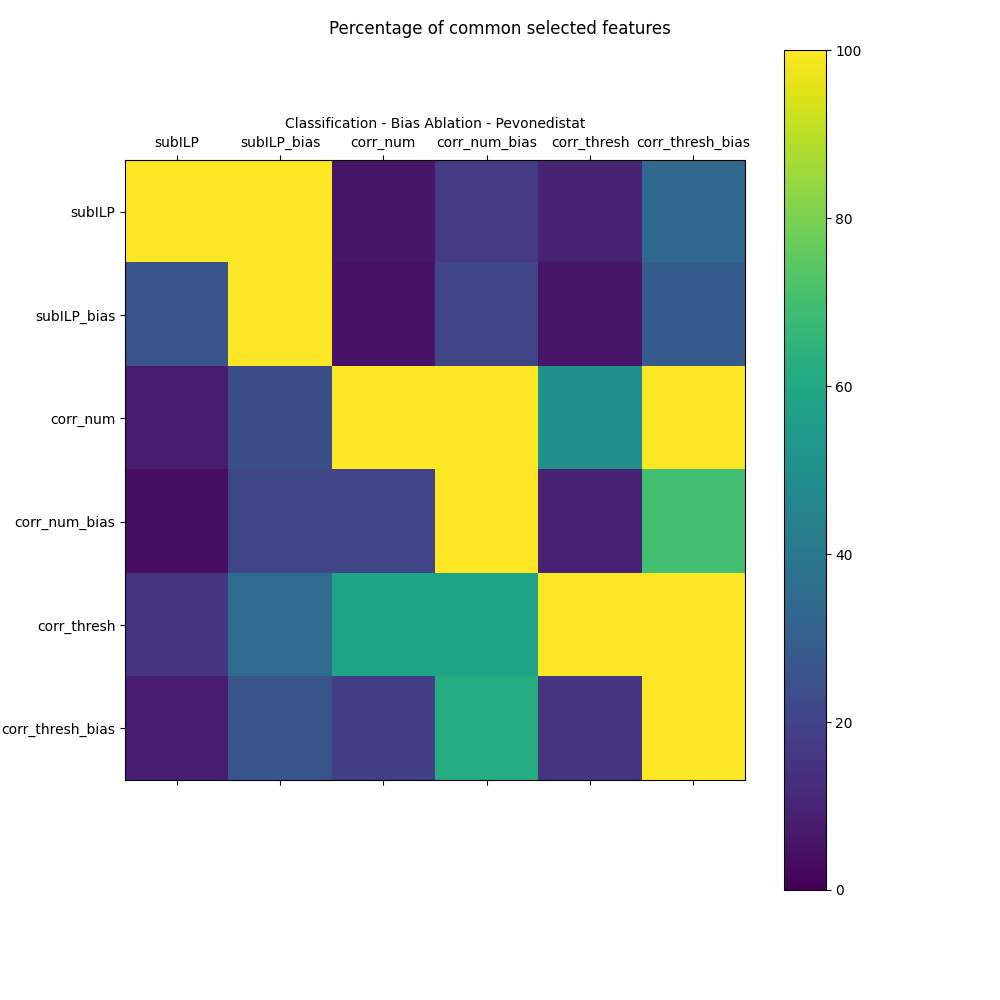 Percentage of common selected features
Classification - Bias Ablation - Pevonedistat
subILP subILP_bias corr_num corr_num_bias corr_thresh corr_thresh_bias
subILP
subILP_bias
corr_num
corr_num_bias
corr_thresh
corr_thresh_bias
100
80
60
40
20
0